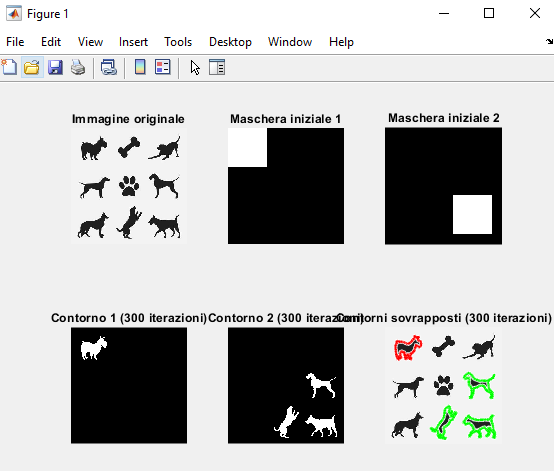 Figure 1
File Edit View Insert Tools Desktop Window Help
Immagine originale
Maschera iniziale 1
Maschera iniziale 2
Contorno 1 (300 iterazioni)
Contorno 2 (300 iterazioni)
Contorni sovrapposti (300 iterazioni)